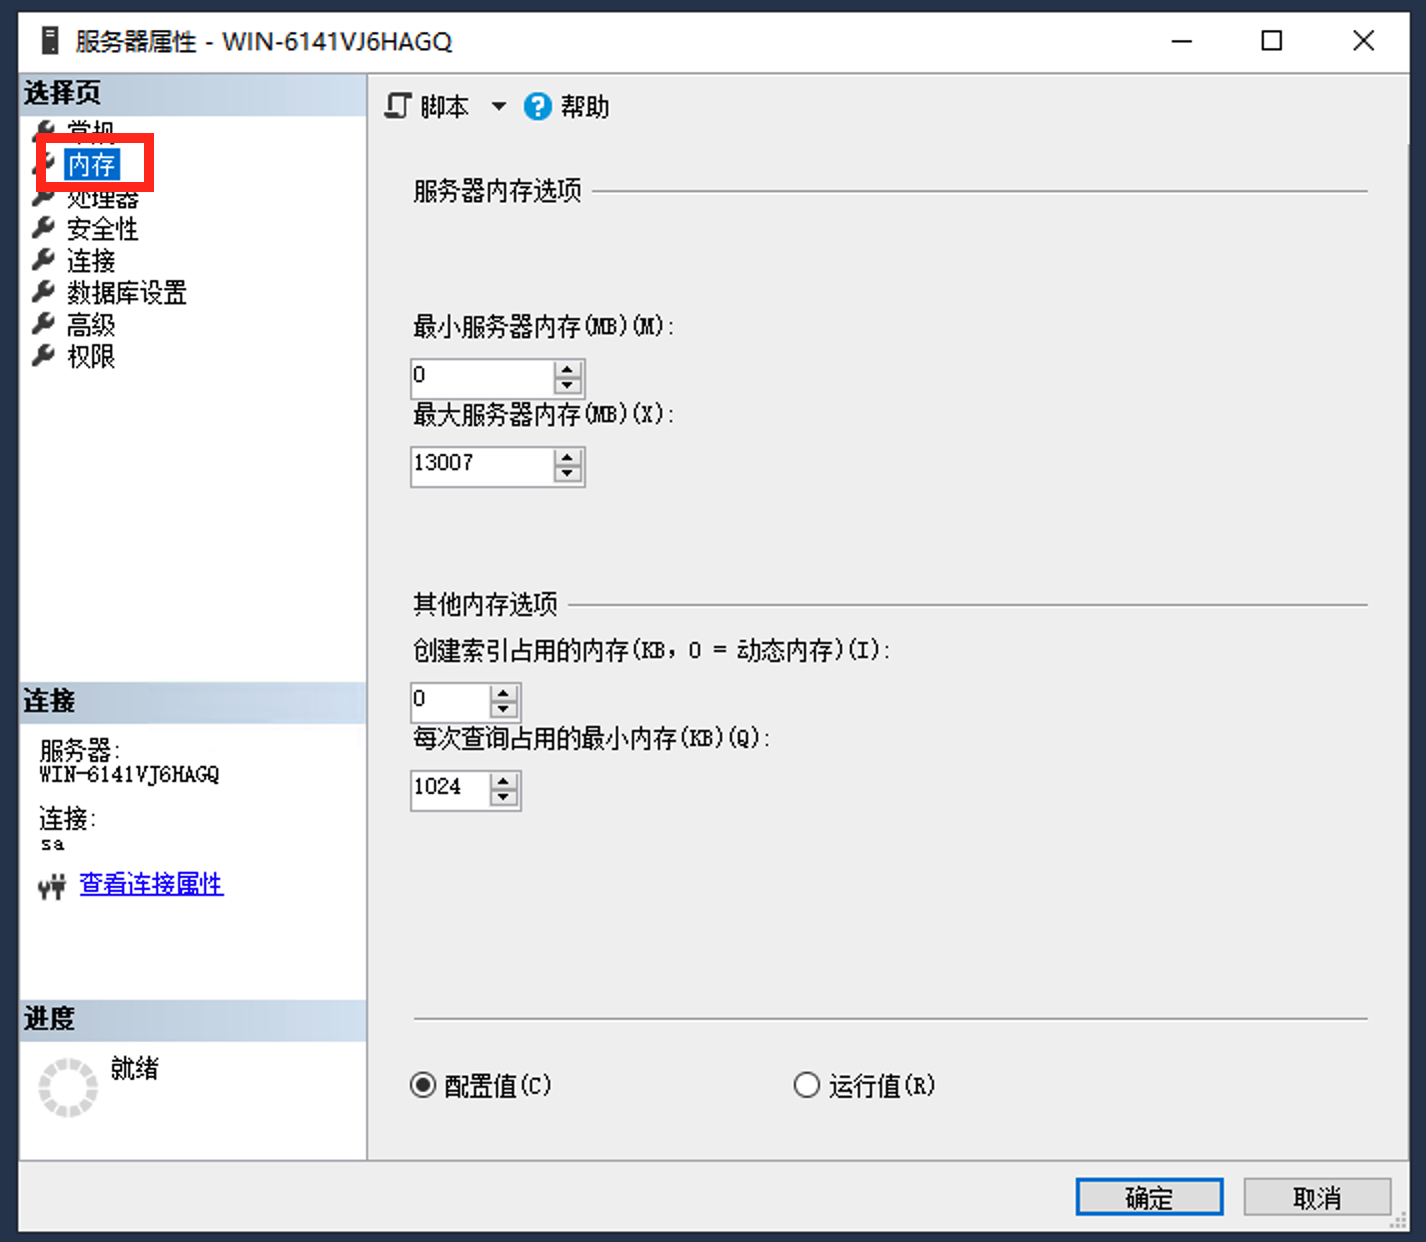 服务器属性 - WIN-6141VJ6HAGQ
选择页
常规
内存
处理器
安全性
连接
数据库设置
高级
权限
连接
服务器:
WIN-6141VJ6HAGQ
连接:
sa
查看连接属性
进度
就绪
脚本
帮助
服务器内存选项
最小服务器内存(MB)(M):
0
最大服务器内存(MB)(X):
13007
其他内存选项
创建索引占用的内存(KB，0 = 动态内存)(I):
0
每次查询占用的最小内存(KB)(Q):
1024
配置值(C)
运行值(R)
确定
取消